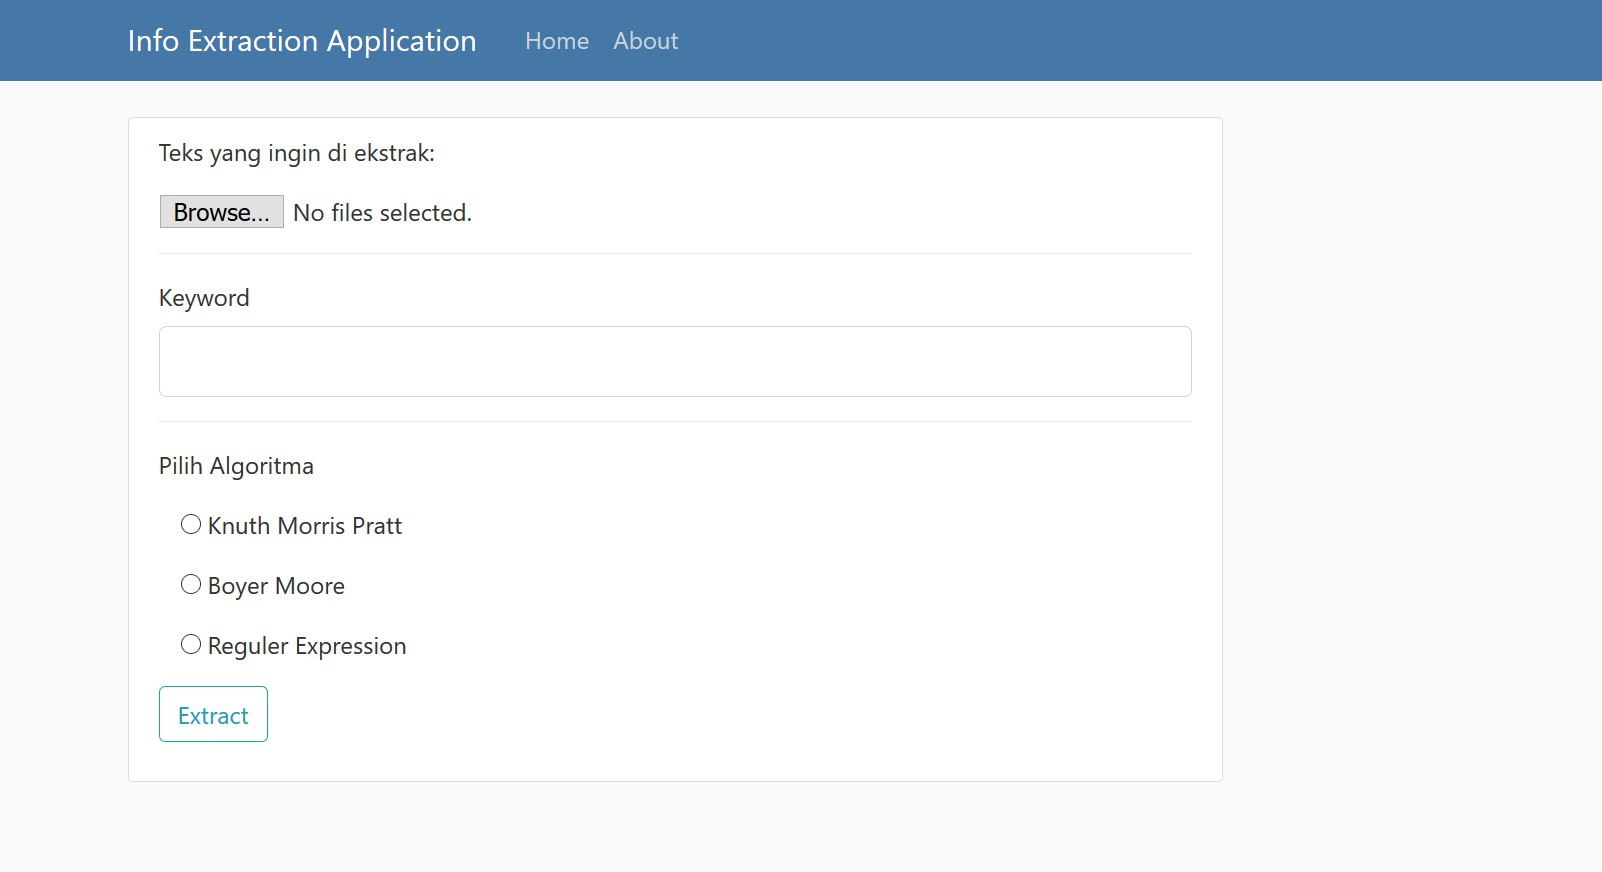 Info Extraction Application Home About
Teks yang ingin di ekstrak:
Browse... No files selected.
Keyword
Pilih Algoritma
Knuth Morris Pratt
Boyer Moore
Reguler Expression
Extract